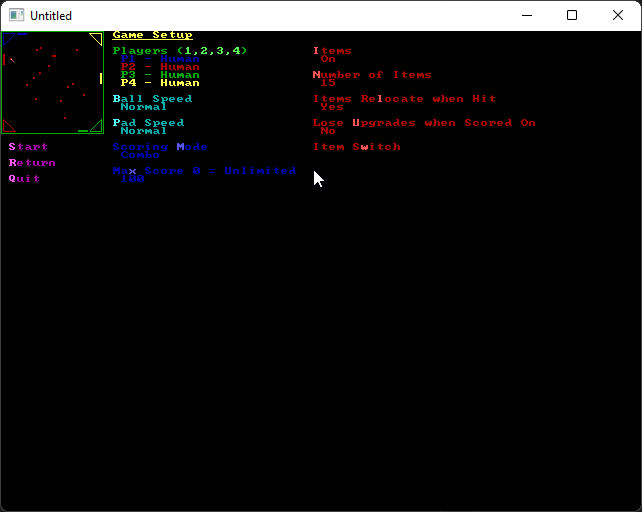 Untitled
Game Setup
Players (1,2,3,4)
P1 - Human
P2 - Human
P3 - Human
P4 - Human
Ball Speed
Normal
Pad Speed
Normal
Scoring Mode
Combo
Max Score 0 = Unlimited
100
Items
On
Number of Items
15
Items Relocate when Hit
Yes
Lose Upgrades when Scored On
No
Item Switch
Start
Return
Quit